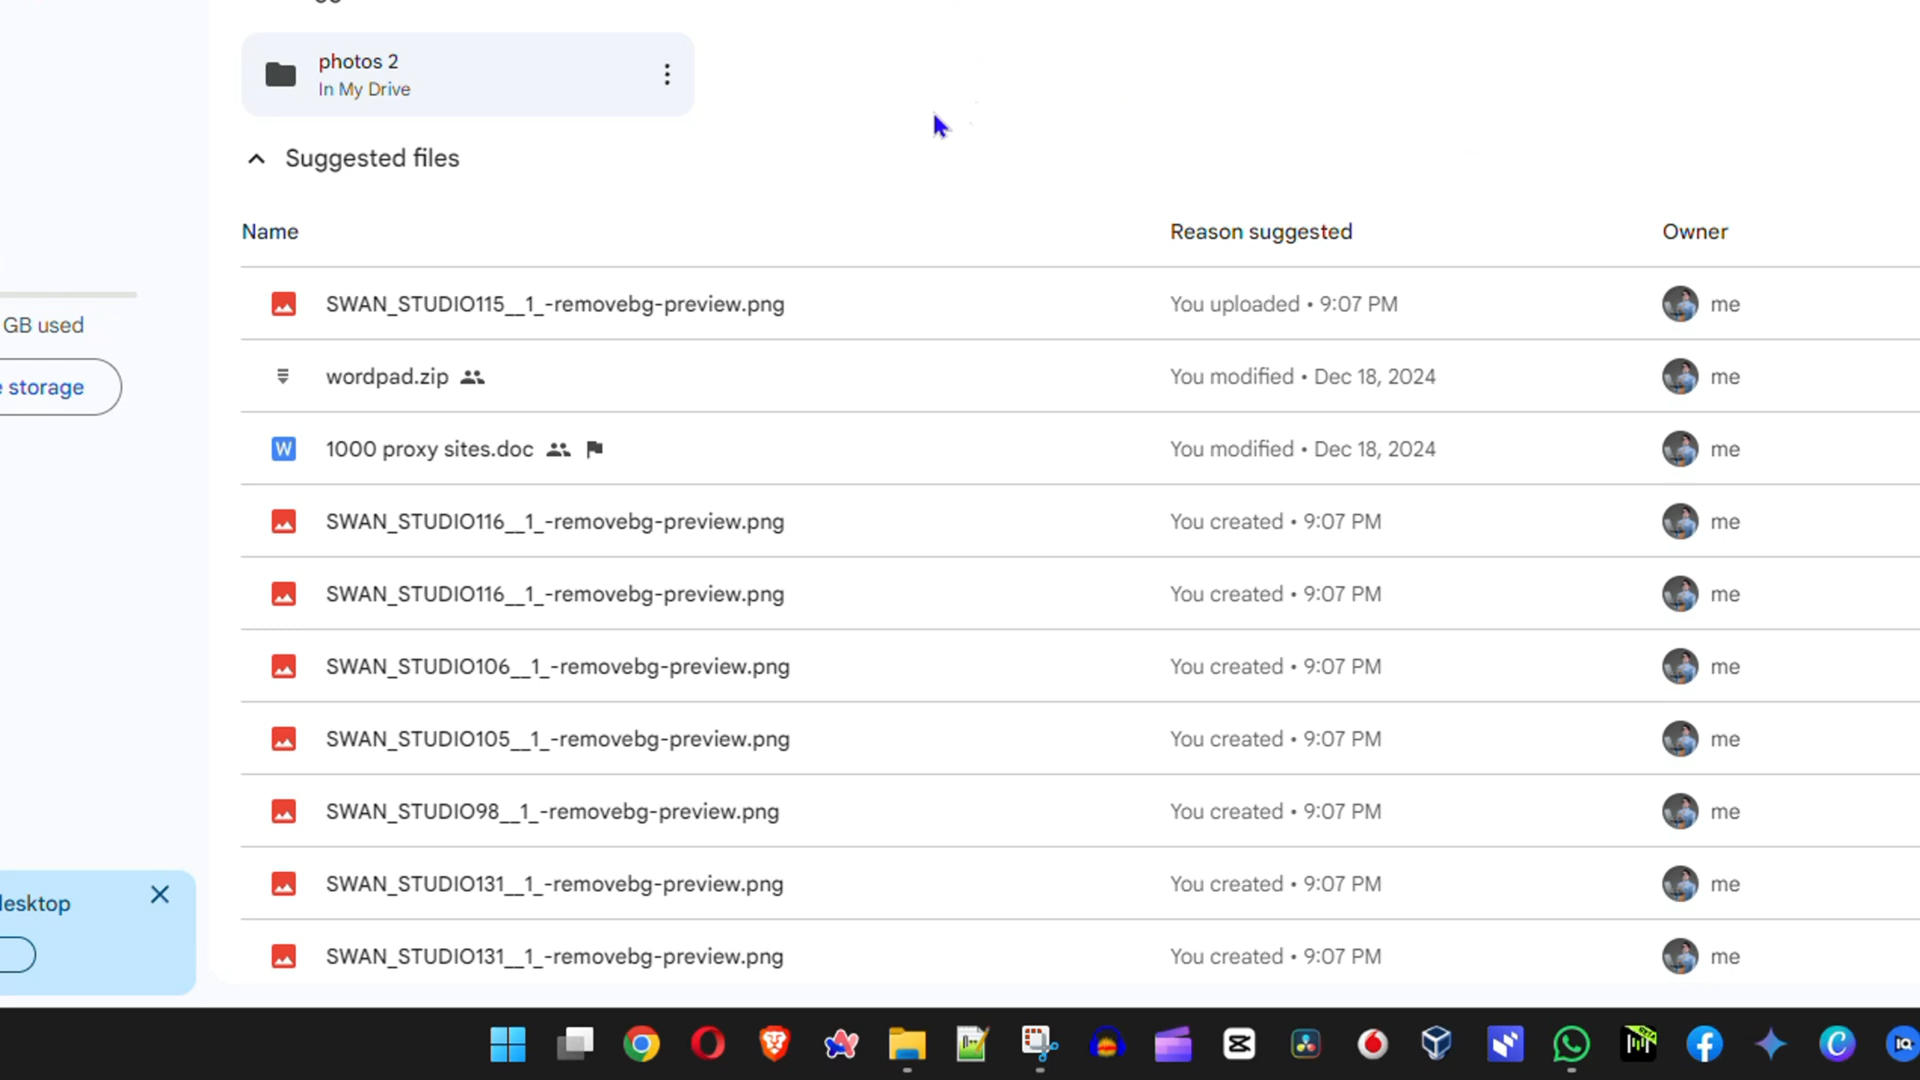 photos 2
In My Drive
Suggested files
Name Reason suggested Owner
SWAN_STUDIO115__1_-removebg-preview.png You uploaded • 9:07 PM me
GB used
wordpad.zip You modified • Dec 18, 2024 me
storage
W 1000 proxy sites.doc You modified • Dec 18, 2024 me
SWAN_STUDIO116__1_-removebg-preview.png You created • 9:07 PM me
SWAN_STUDIO116__1_-removebg-preview.png You created • 9:07 PM me
SWAN_STUDIO106__1_-removebg-preview.png You created • 9:07 PM me
SWAN_STUDIO105__1_-removebg-preview.png You created • 9:07 PM me
SWAN_STUDIO98__1_-removebg-preview.png You created • 9:07 PM me
SWAN_STUDIO131__1_-removebg-preview.png You created • 9:07 PM me
desktop
SWAN_STUDIO131__1_-removebg-preview.png You created • 9:07 PM me
IQ